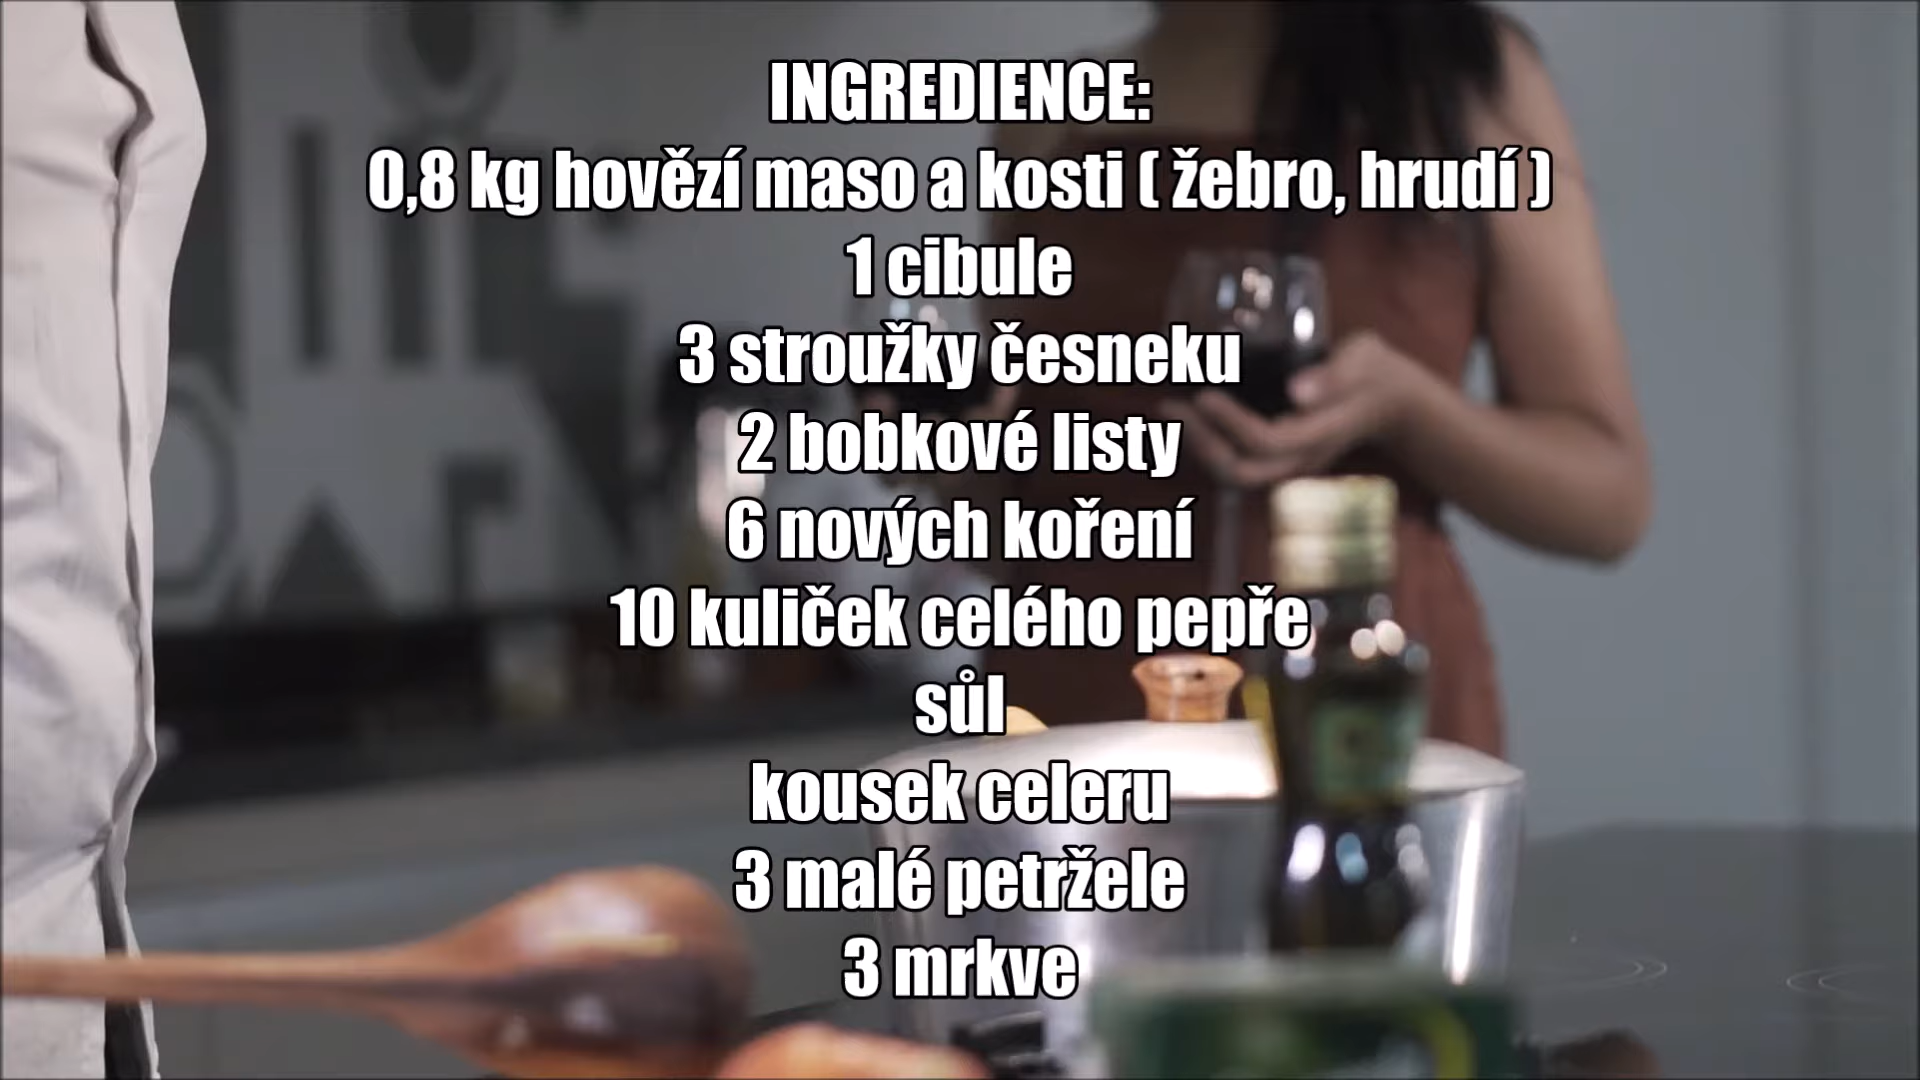 INGREDIENCE:
0,8 kg hovězí maso a kosti ( žebro, hrudí )
1 cibule
3 stroužky česneku
2 bobkové listy
6 nových koření
10 kuliček celého pepře
sůl
kousek celeru
3 malé petržele
3 mrkve